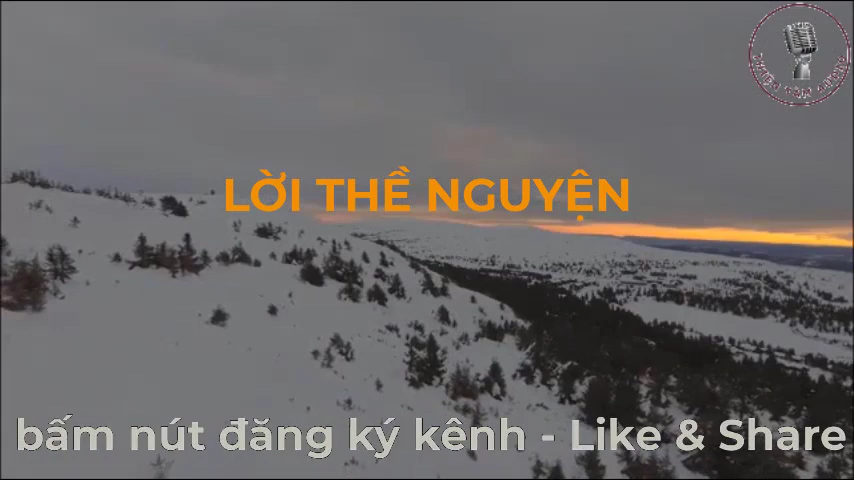 LỜI THỀ NGUYỆN
bấm nút đăng ký kênh - Like & Share